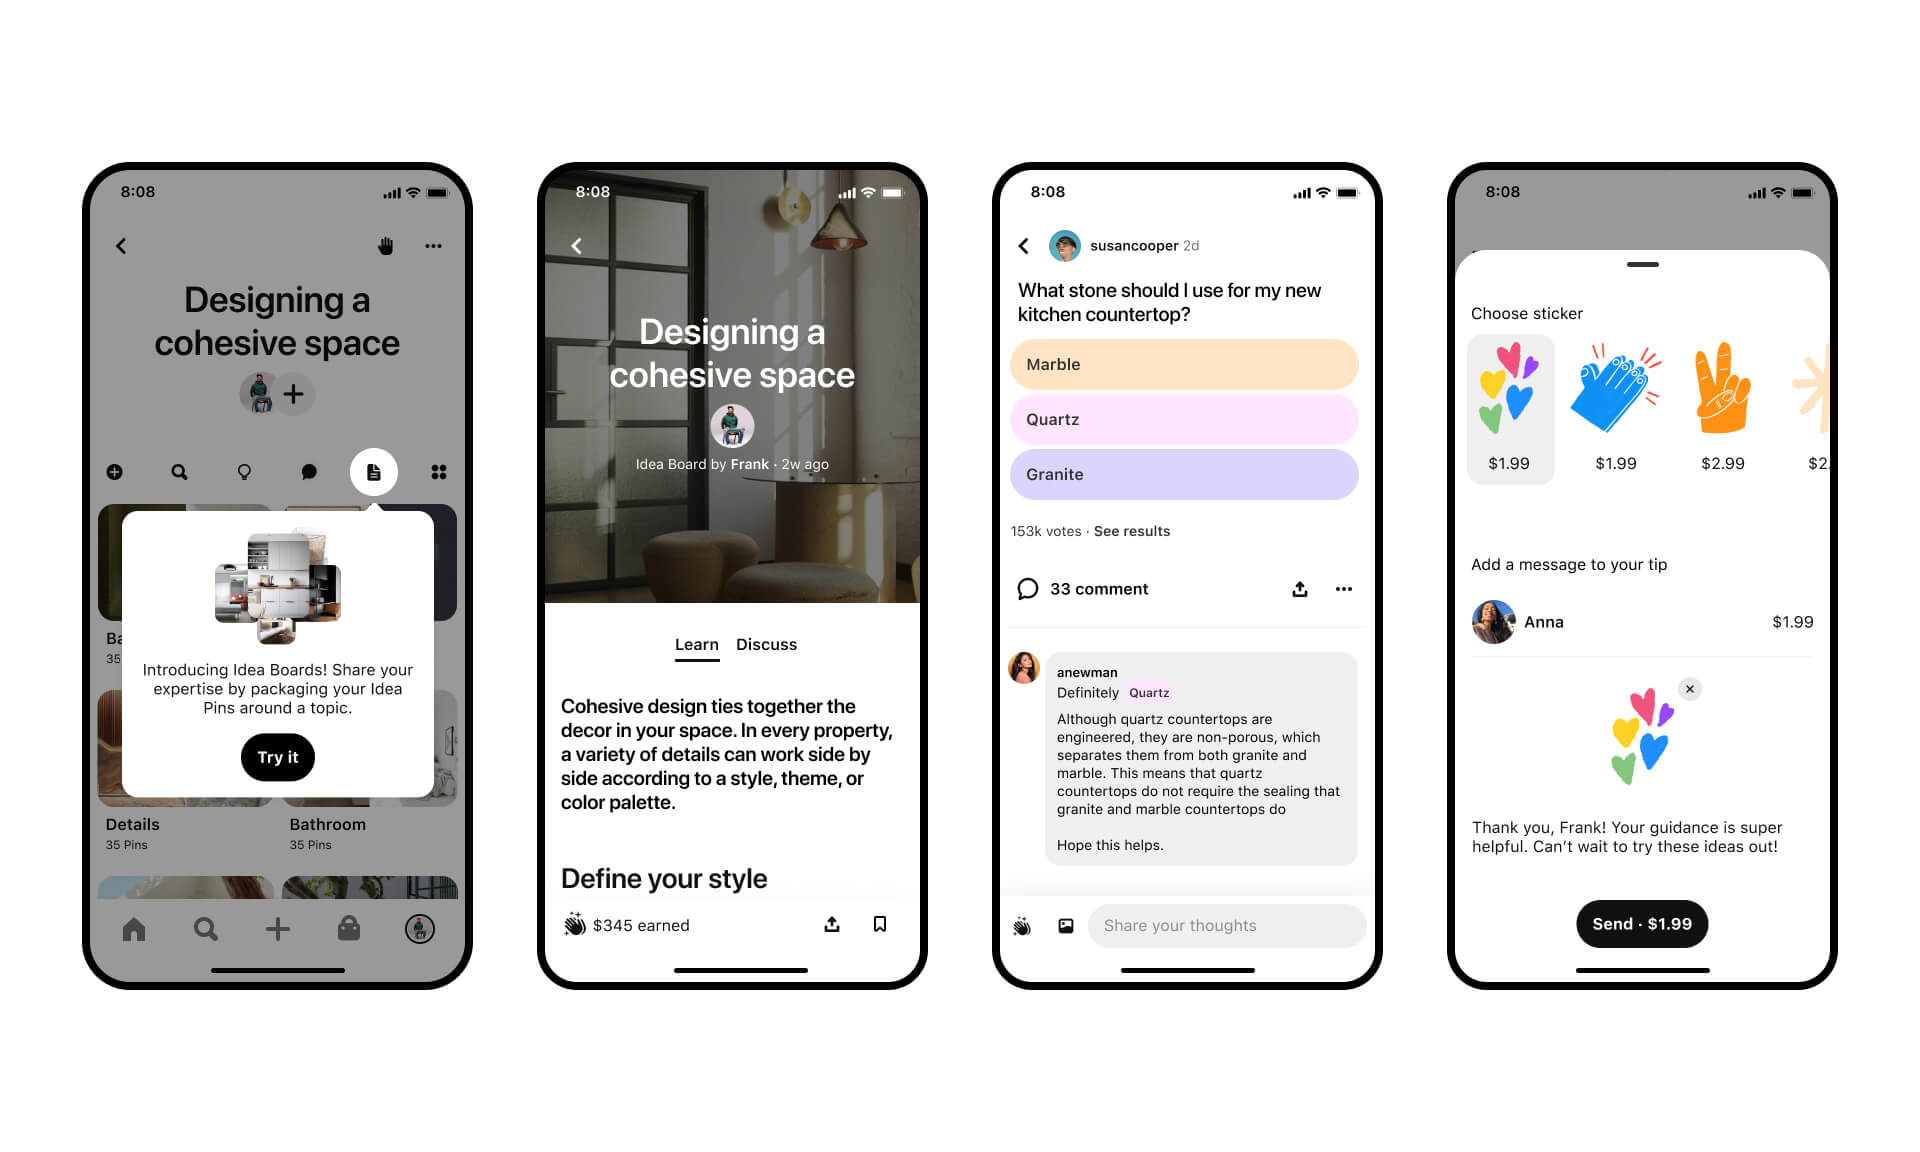 8:08
Designing a
cohesive space
Ba
35
Introducing Idea Boards! Share your
expertise by packaging your Idea
Pins around a topic.
Try it
Details
35 Pins
Bathroom
35 Pins
8:08
Designing a
cohesive space
Idea Board by Frank · 2w ago
Learn Discuss
Cohesive design ties together the
decor in your space. In every property,
a variety of details can work side by
side according to a style, theme, or
color palette.
Define your style
$345 earned
8:08
susancooper 2d
What stone should I use for my new
kitchen countertop?
Marble
Quartz
Granite
153k votes · See results
33 comment
anewman
Definitely Quartz
Although quartz countertops are
engineered, they are non-porous, which
separates them from both granite and
marble. This means that quartz
countertops do not require the sealing that
granite and marble countertops do
Hope this helps.
Share your thoughts
8:08
Choose sticker
$1.99 $1.99 $2.99 $2.
Add a message to your tip
Anna $1.99
Thank you, Frank! Your guidance is super
helpful. Can’t wait to try these ideas out!
Send · $1.99